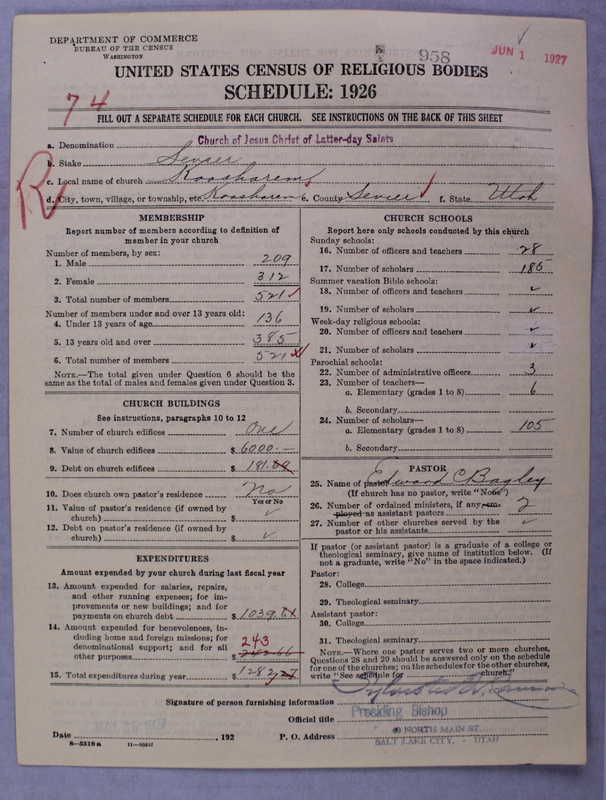 DEPARTMENT OF COMMERCE
BUREAU OF THE CENSUS
WASHINGTON
958
JUN 1 1927
UNITED STATES CENSUS OF RELIGIOUS BODIES
SCHEDULE: 1926
74
FILL OUT A SEPARATE SCHEDULE FOR EACH CHURCH. SEE INSTRUCTIONS ON THE BACK OF THIS SHEET
R
a. Denomination Church of Jesus Christ of Latter-day Saints
b. Stake Sevier
c. Local name of church Koosharem
d. City, town, village, or township, etc. Koosharem e. County Sevier f. State Utah
MEMBERSHIP
Report number of members according to definition of
member in your church
Number of members, by sex:
1. Male 209
2. Female 312
3. Total number of members 521
Number of members under and over 13 years old:
4. Under 13 years of age 136
5. 13 years old and over 385
6. Total number of members 521
NOTE.—The total given under Question 6 should be
same as the total of males and females given under Question 3.
CHURCH BUILDINGS
See instructions, paragraphs 10 to 12
7. Number of church edifices One
8. Value of church edifices $ 6000.—
9. Debt on church edifices $ 181.
10. Does church own pastor's residence No
Yes or No
11. Value of pastor's residence (if owned by
church) $ ✓
12. Debt on pastor's residence (if owned by
church) $ ✓
EXPENDITURES
Amount expended by your church during last fiscal year
13. Amount expended for salaries, repairs,
and other running expenses; for im-
provements or new buildings; and for
payments on church debt $ 1039.
14. Amount expended for benevolences, in-
cluding home and foreign missions; for
denominational support; and for all 243
other purposes $ 242.66
15. Total expenditures during year $ 1282.
CHURCH SCHOOLS
Report here only schools conducted by this church
Sunday schools:
16. Number of officers and teachers 28
17. Number of scholars 185
Summer vacation Bible schools:
18. Number of officers and teachers ✓
19. Number of scholars ✓
Week-day religious schools:
20. Number of officers and teachers ✓
21. Number of scholars ✓
Parochial schools:
22. Number of administrative officers 3
23. Number of teachers—
a. Elementary (grades 1 to 8) 6
b. Secondary
24. Number of scholars—
a. Elementary (grades 1 to 8) 105
b. Secondary
PASTOR
25. Name of pastor Edward C Bagley
(If church has no pastor, write "None")
26. Number of ordained ministers, if any, em-
ployed as assistant pastors 2
27. Number of other churches served by the
pastor or his assistants ✓
If pastor (or assistant pastor) is a graduate of a college or
theological seminary, give name of institution below. (If
not a graduate, write "No" in the space indicated.)
Pastor:
28. College
29. Theological seminary
Assistant pastor:
30. College
31. Theological seminary
NOTE.—Where one pastor serves two or more churches,
Questions 28 and 29 should be answered only on the schedule
for one of the churches; on the schedules for the other churches,
write "See schedule for church."
Signature of person furnishing information Sylvester Q. Cannon
Official title Presiding Bishop
Date , 192 P. O. Address 40 NORTH MAIN ST.
SALT LAKE CITY, - UTAH
8—5518a